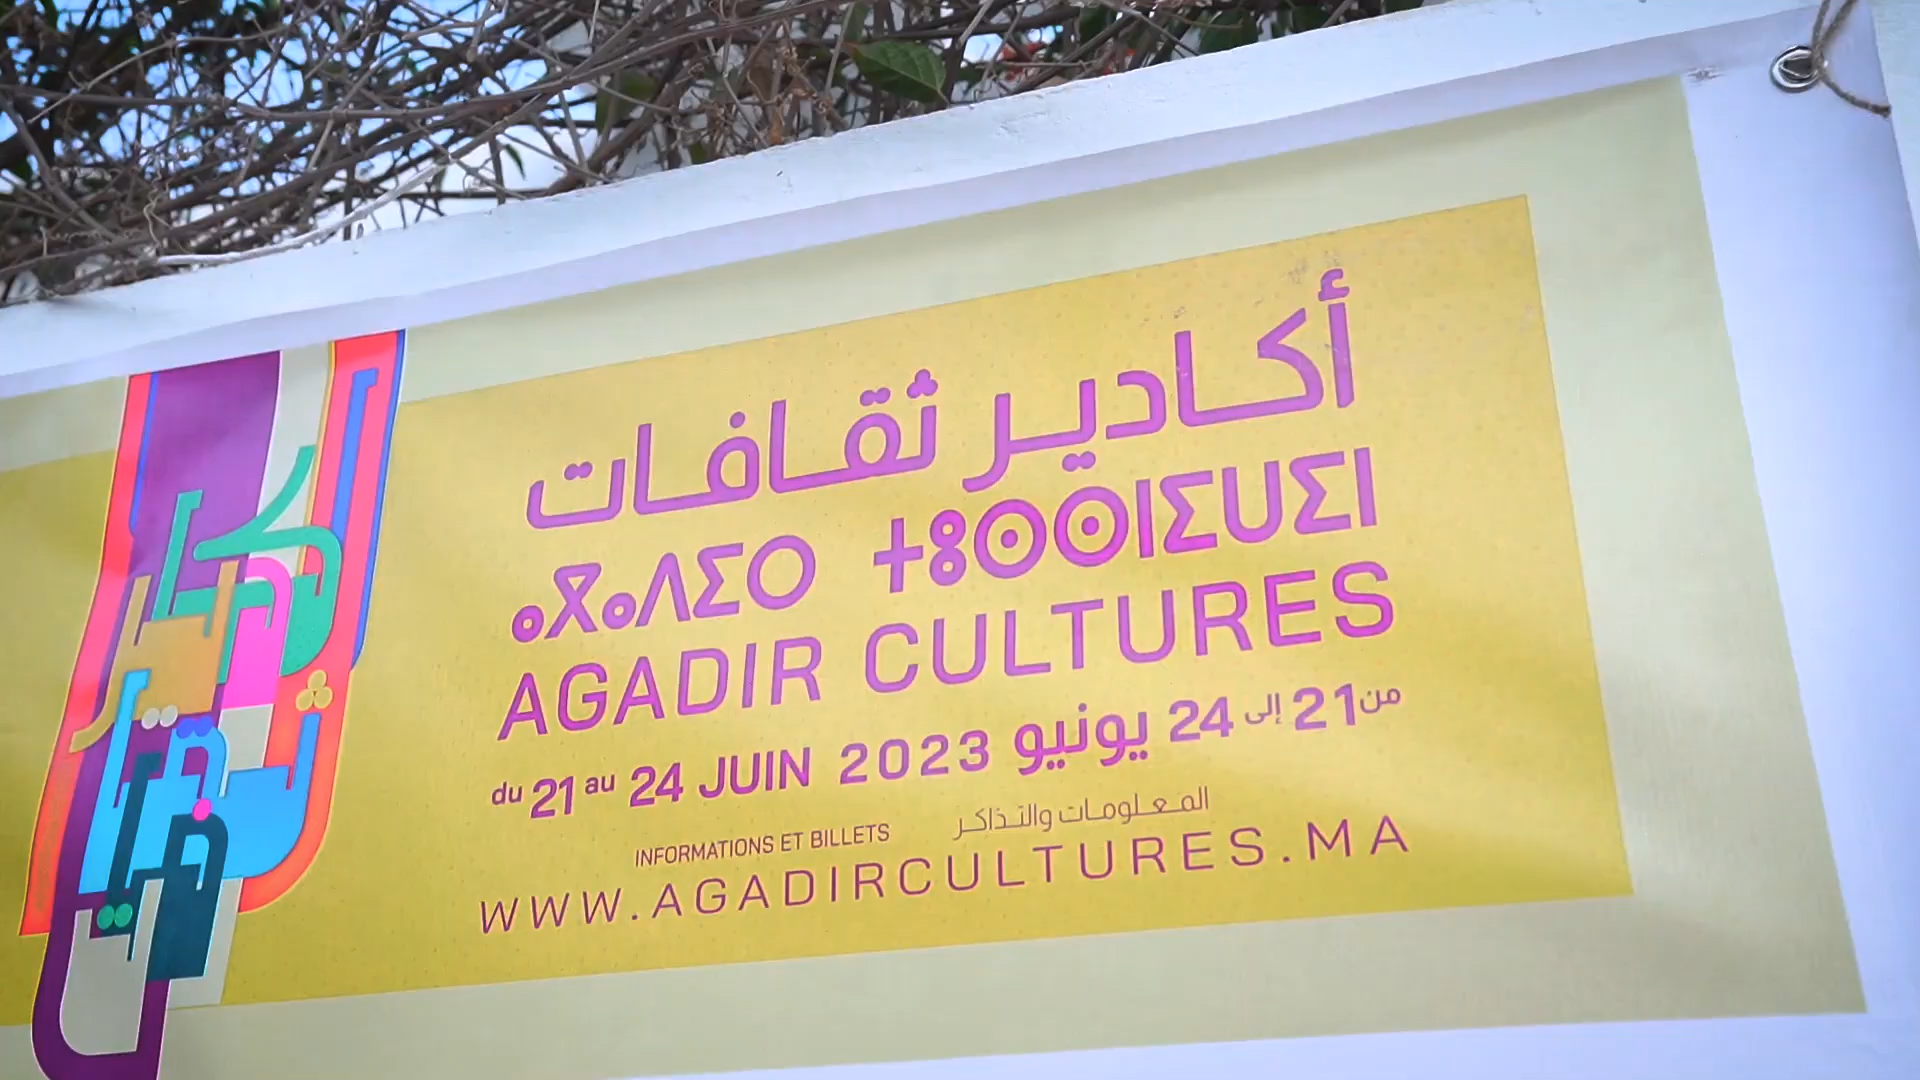 أكادير ثقافات
ⴰⴳⴰⴷⵉⵔ ⵜⵓⵙⵙⵏⵉⵡⵉⵏ
AGADIR CULTURES
du 21 au 24 JUIN 2023 من 21 إلى 24 يونيو
INFORMATIONS ET BILLETS المعلومات والتذاكر
WWW.AGADIRCULTURES.MA